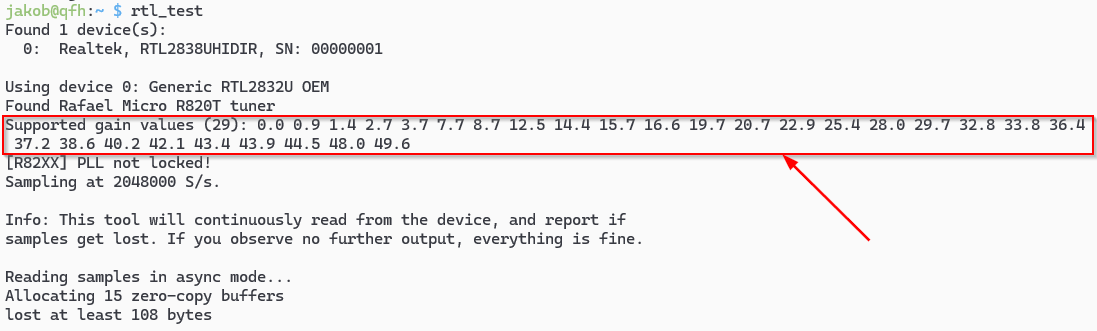 jakob@qfh:~ $ rtl_test
Found 1 device(s):
  0:  Realtek, RTL2838UHIDIR, SN: 00000001

Using device 0: Generic RTL2832U OEM
Found Rafael Micro R820T tuner
Supported gain values (29): 0.0 0.9 1.4 2.7 3.7 7.7 8.7 12.5 14.4 15.7 16.6 19.7 20.7 22.9 25.4 28.0 29.7 32.8 33.8 36.4
 37.2 38.6 40.2 42.1 43.4 43.9 44.5 48.0 49.6
[R82XX] PLL not locked!
Sampling at 2048000 S/s.

Info: This tool will continuously read from the device, and report if
samples get lost. If you observe no further output, everything is fine.

Reading samples in async mode...
Allocating 15 zero-copy buffers
lost at least 108 bytes